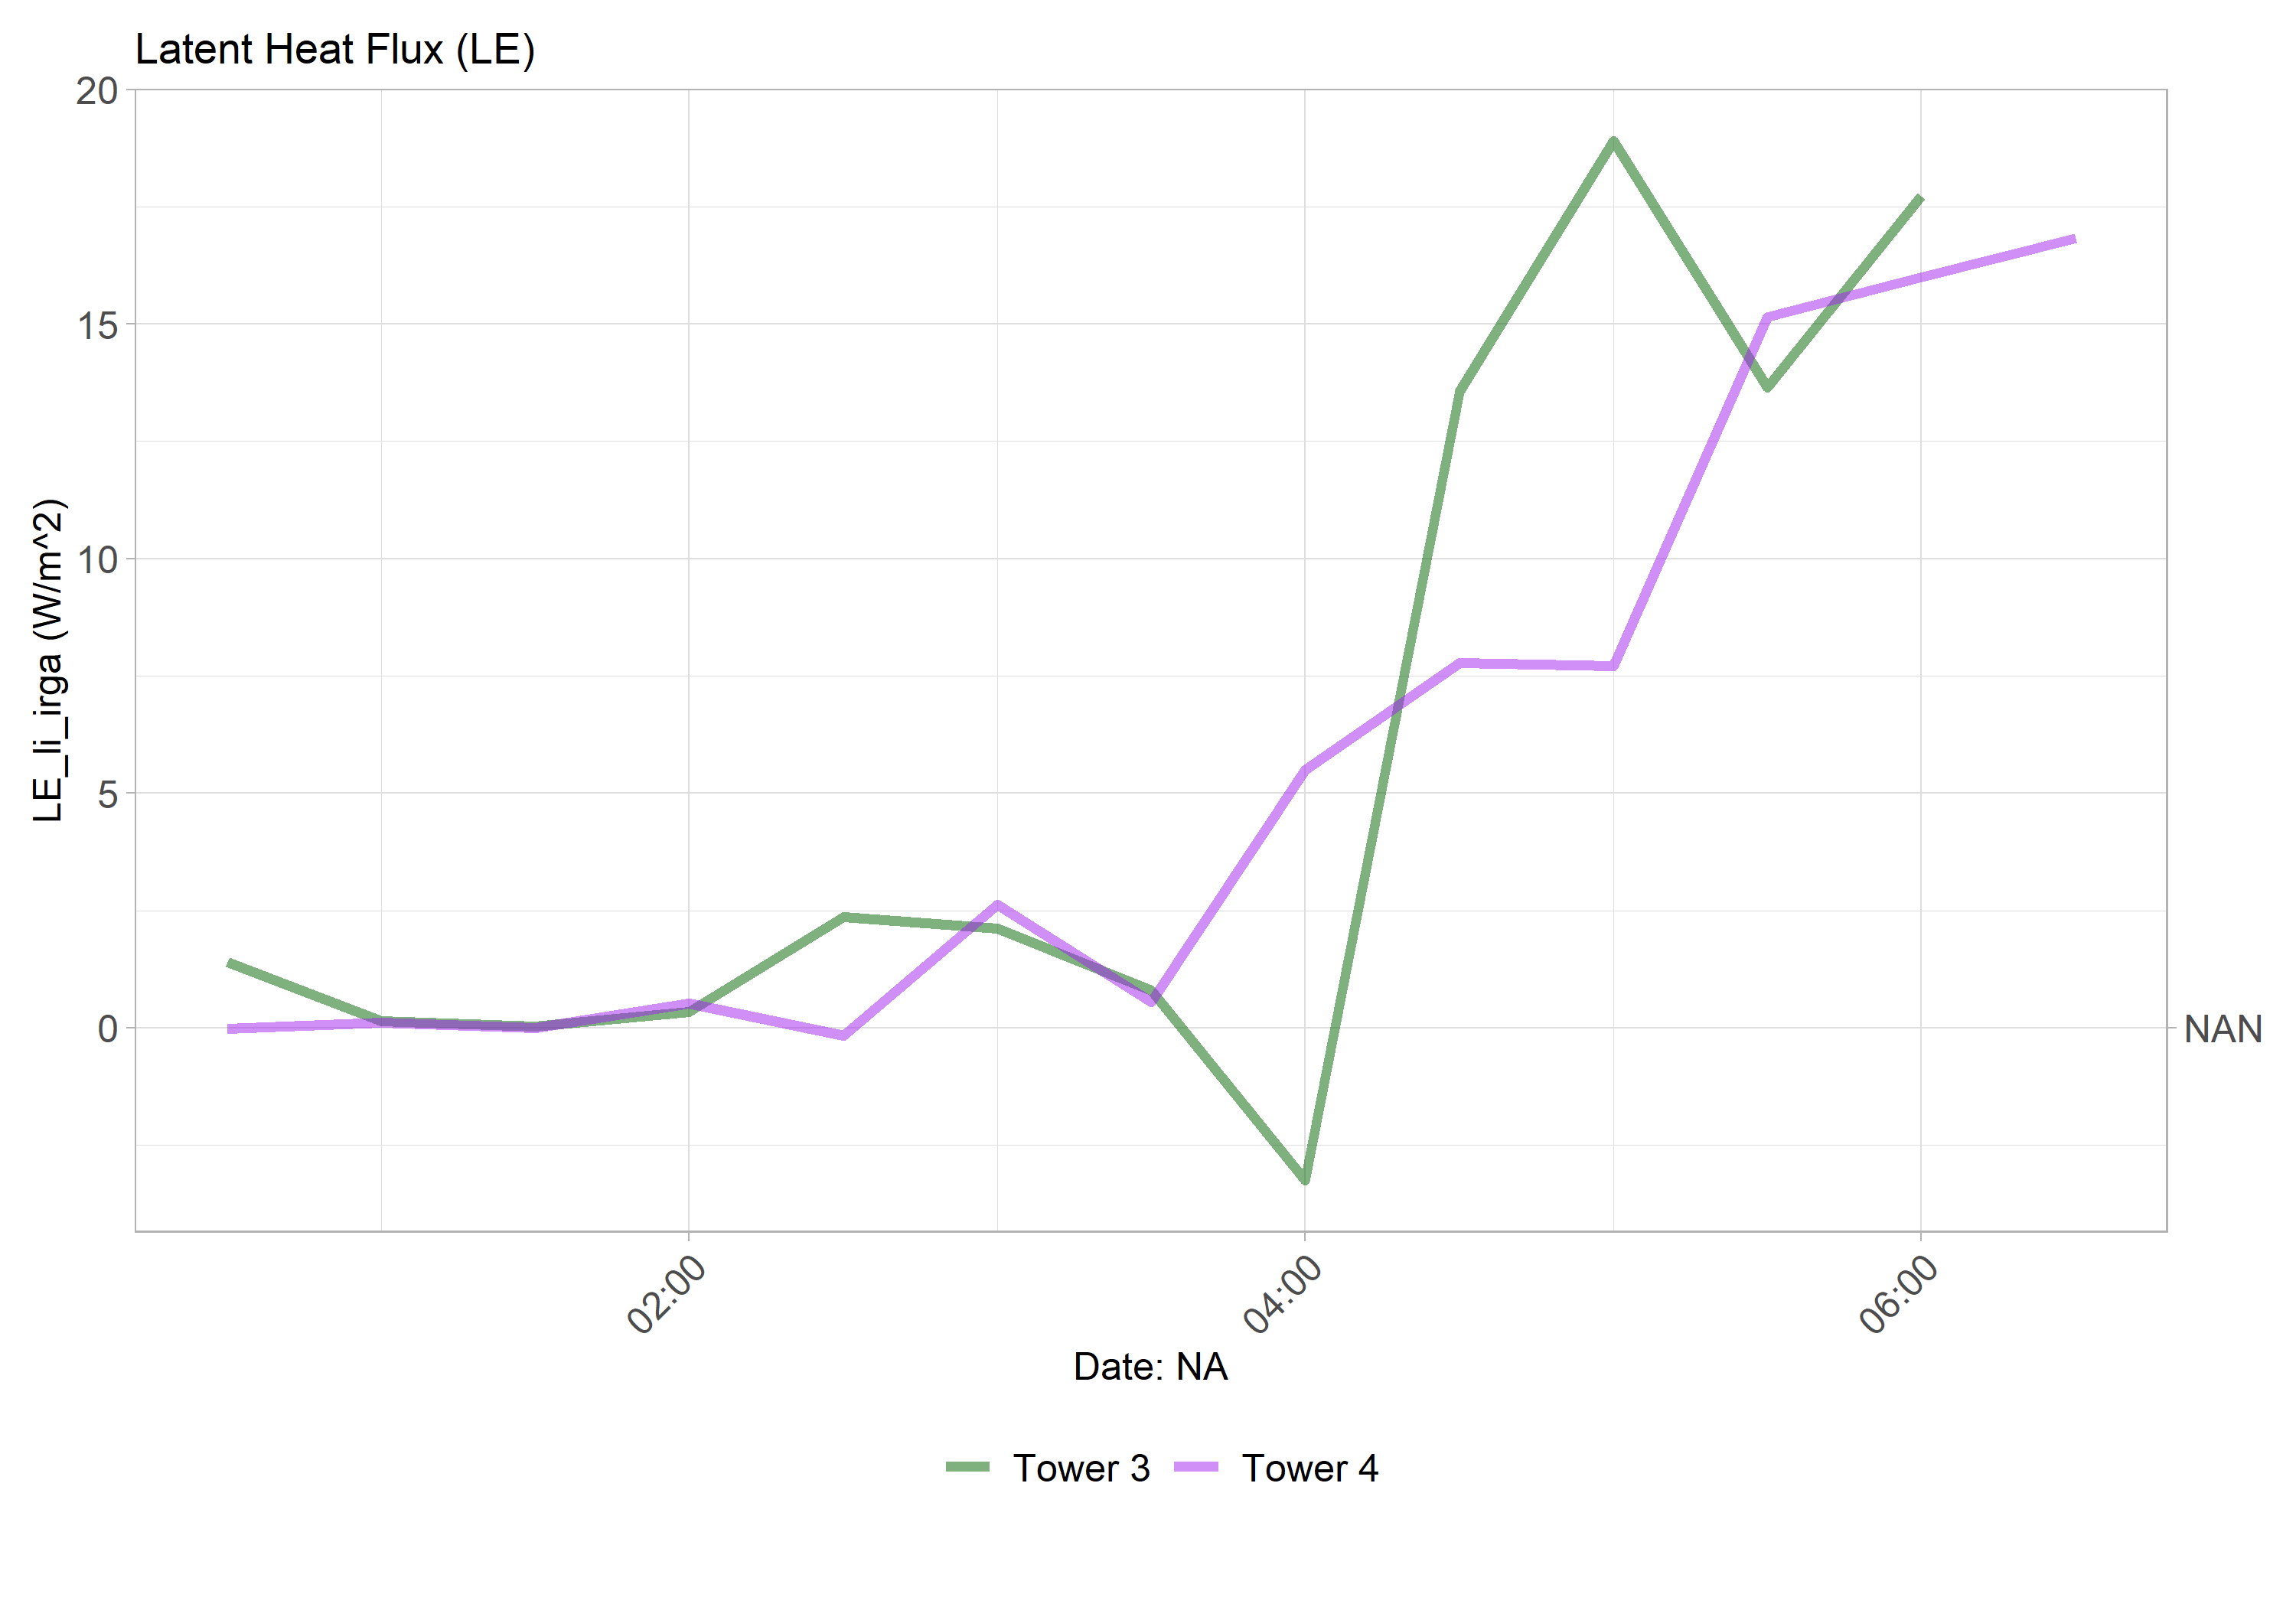 Latent Heat Flux (LE)
20
15
10
5
0
NAN
LE_li_irga (W/m^2)
02:00
04:00
06:00
Date: NA
Tower 3
Tower 4